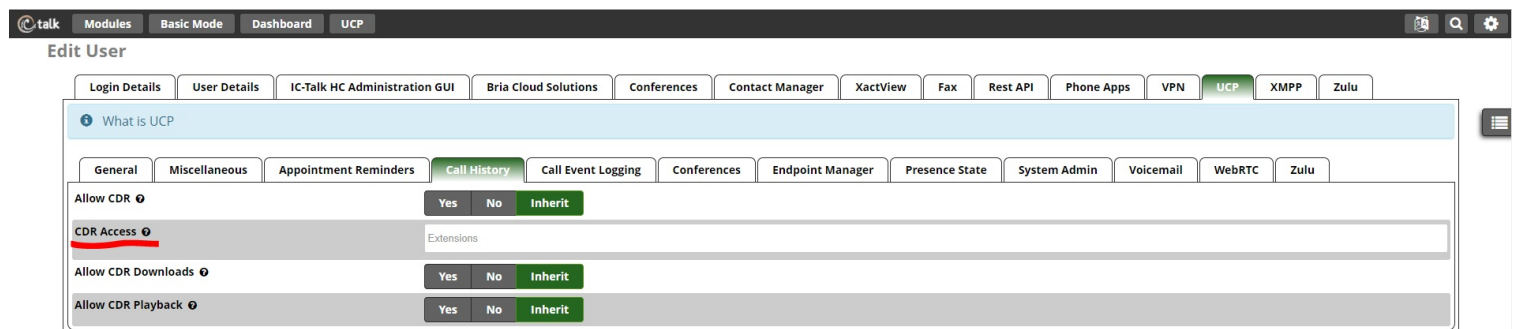 talk Modules Basic Mode Dashboard UCP
Edit User
Login Details User Details IC-Talk HC Administration GUI Bria Cloud Solutions Conferences Contact Manager XactView Fax Rest API Phone Apps VPN UCP XMPP Zulu
What is UCP
General Miscellaneous Appointment Reminders Call History Call Event Logging Conferences Endpoint Manager Presence State System Admin Voicemail WebRTC Zulu
Allow CDR Yes No Inherit
CDR Access Extensions
Allow CDR Downloads Yes No Inherit
Allow CDR Playback Yes No Inherit